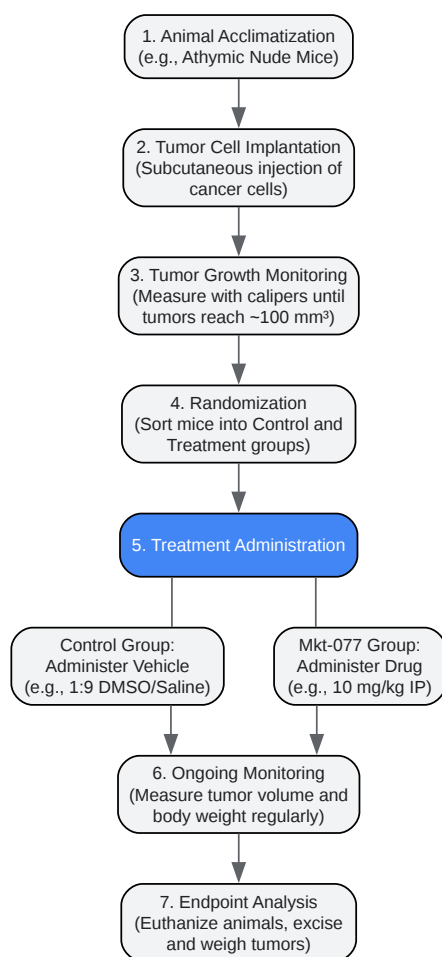 1. Animal Acclimatization
(e.g., Athymic Nude Mice)
2. Tumor Cell Implantation
(Subcutaneous injection of
cancer cells)
3. Tumor Growth Monitoring
(Measure with calipers until
tumors reach ~100 mm³)
4. Randomization
(Sort mice into Control and
Treatment groups)
5. Treatment Administration
Control Group:
Administer Vehicle
(e.g., 1:9 DMSO/Saline)
Mkt-077 Group:
Administer Drug
(e.g., 10 mg/kg IP)
6. Ongoing Monitoring
(Measure tumor volume and
body weight regularly)
7. Endpoint Analysis
(Euthanize animals, excise
and weigh tumors)